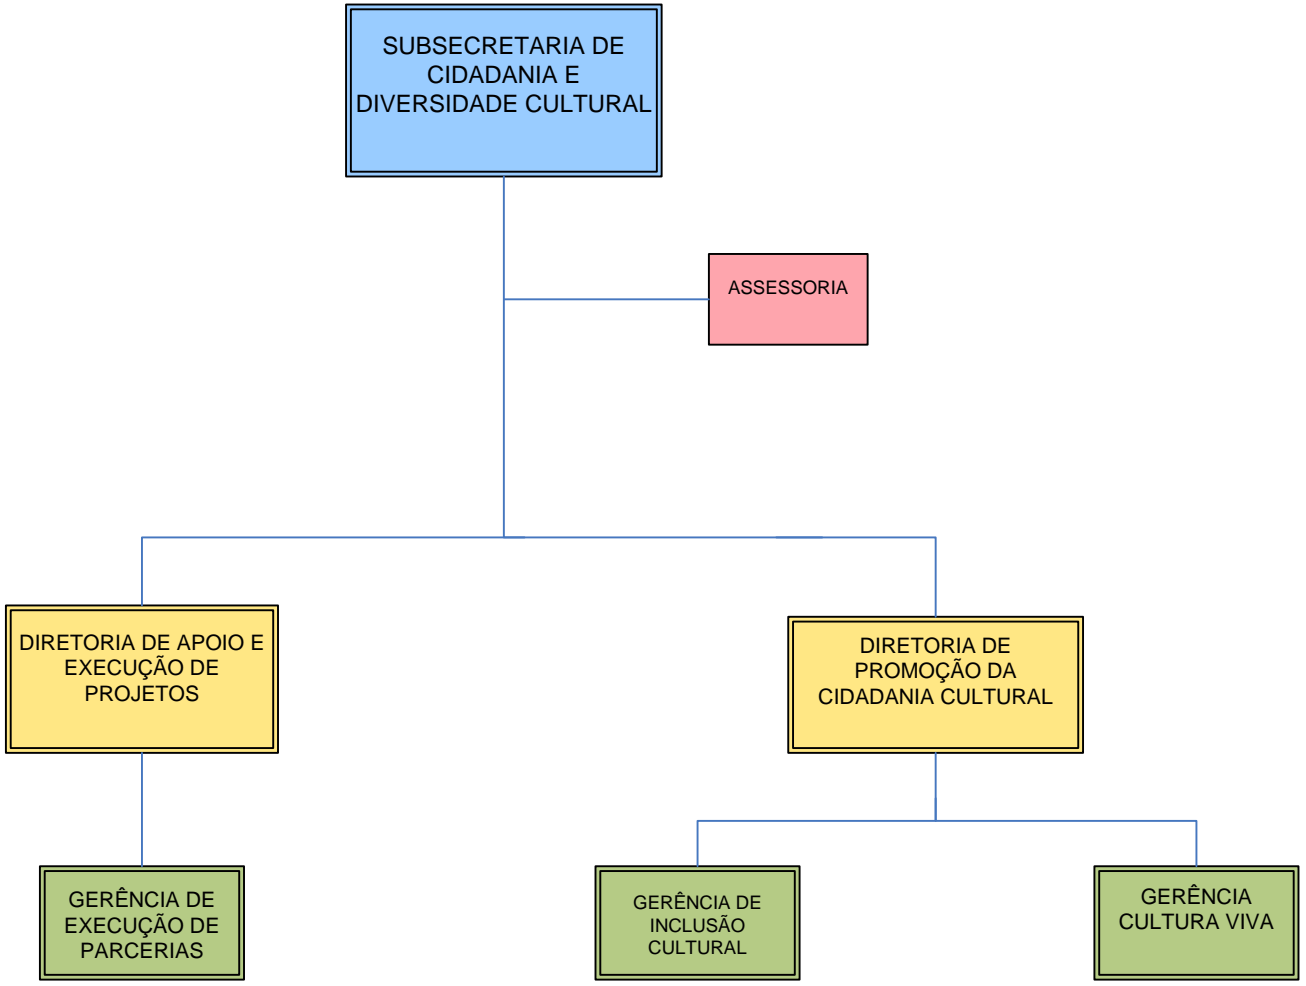 SUBSECRETARIA DE
CIDADANIA E
DIVERSIDADE CULTURAL
ASSESSORIA
DIRETORIA DE APOIO E
EXECUÇÃO DE
PROJETOS
DIRETORIA DE
PROMOÇÃO DA
CIDADANIA CULTURAL
GERÊNCIA DE
EXECUÇÃO DE
PARCERIAS
GERÊNCIA DE
INCLUSÃO
CULTURAL
GERÊNCIA
CULTURA VIVA